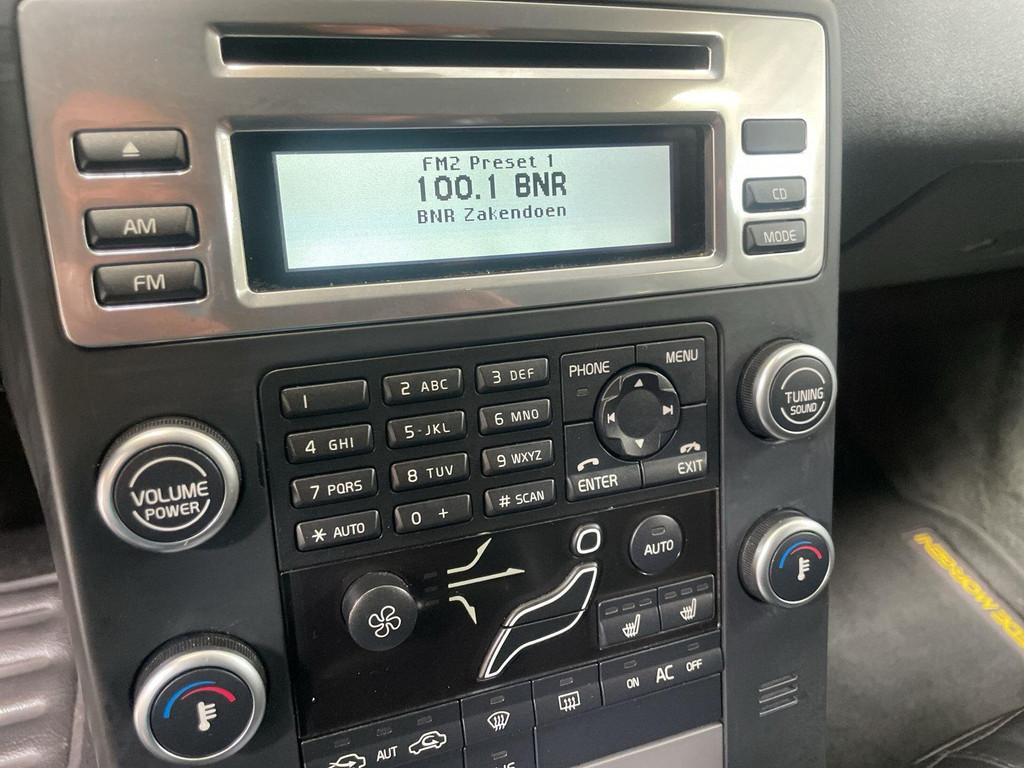 FM2 Preset 1
100.1 BNR
BNR Zakendoen
AM
FM
CD
MODE
1
2 ABC
3 DEF
4 GHI
5-JKL
6 MNO
7 PQRS
8 TUV
9 WXYZ
* AUTO
0 +
# SCAN
PHONE
MENU
ENTER
EXIT
VOLUME
POWER
TUNING
SOUND
AUTO
ON AC OFF
AUT